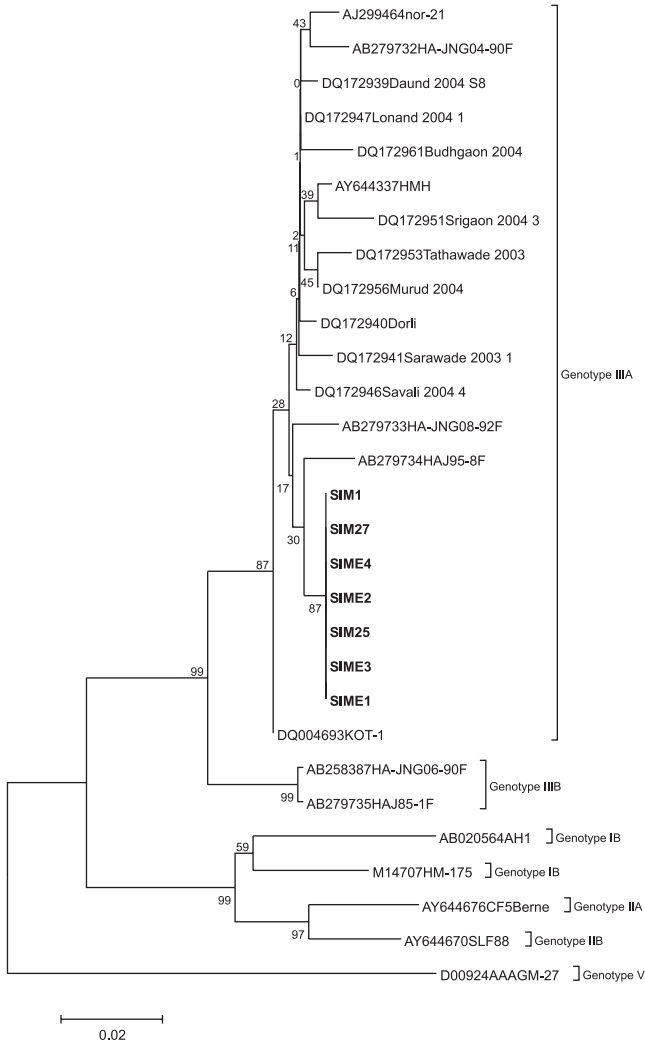 43
AJ299464nor-21
AB279732HA-JNG04-90F
0
DQ172939Daund 2004 S8
DQ172947Lonand 2004 1
1
DQ172961Budhgaon 2004
39
AY644337HMH
DQ172951Srigaon 2004 3
2
11
DQ172953Tathawade 2003
45
DQ172956Murud 2004
6
DQ172940Dorli
12
DQ172941Sarawade 2003 1
Genotype IIIA
DQ172946Savali 2004 4
28
AB279733HA-JNG08-92F
AB279734HAJ95-8F
17
SIM1
SIM27
30
SIME4
87
SIME2
87
SIM25
SIME3
99
SIME1
DQ004693KOT-1
AB258387HA-JNG06-90F
Genotype IIIB
99
AB279735HAJ85-1F
AB020564AH1
Genotype IB
59
M14707HM-175
Genotype IB
99
AY644676CF5Berne
Genotype IIA
97
AY644670SLF88
Genotype IIB
D00924AAAGM-27
Genotype V
0.02